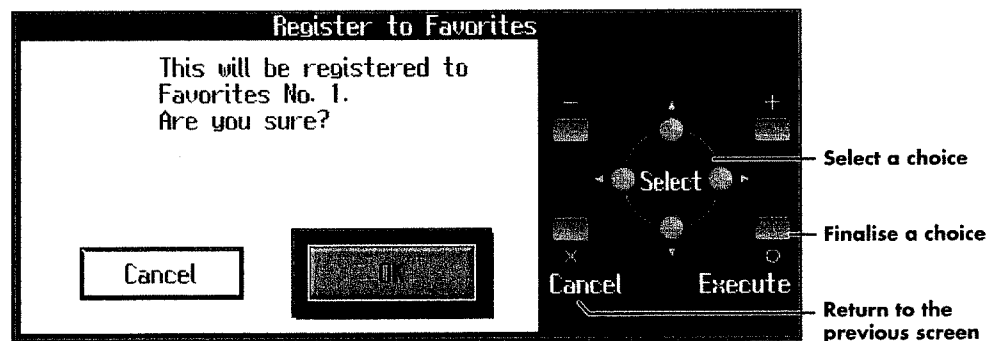 Register to Favorites
This will be registered to
Favorites No. 1.
Are you sure?
Cancel
OK
- +
Select
× ○
Cancel Execute
Select a choice
Finalise a choice
Return to the
previous screen